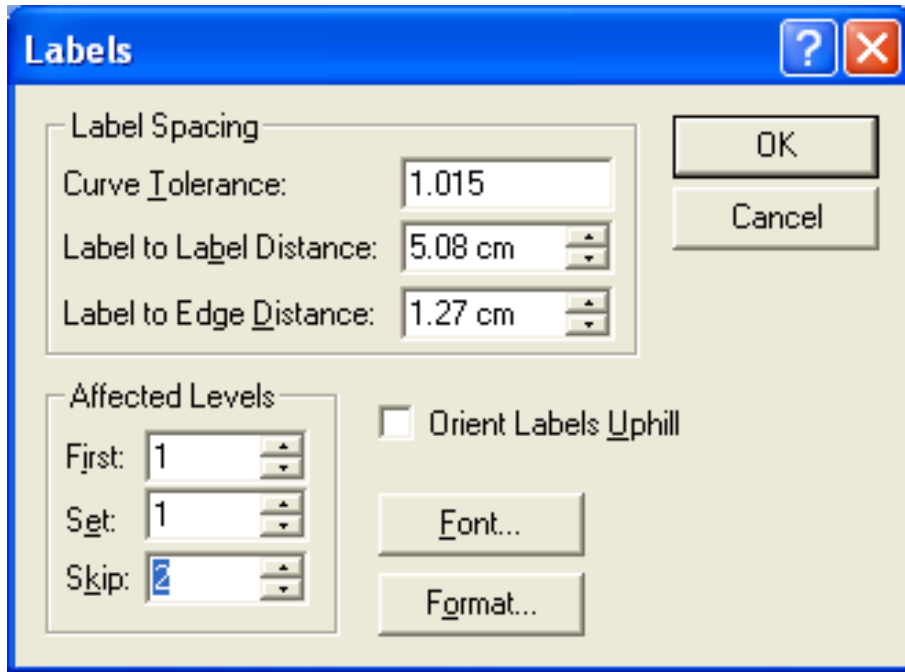 Labels
Label Spacing
Curve Tolerance: 1.015
Label to Label Distance: 5.08 cm
Label to Edge Distance: 1.27 cm
OK
Cancel
Affected Levels
First: 1
Set: 1
Skip: 2
Orient Labels Uphill
Font...
Format...